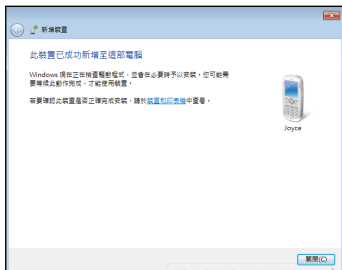 新增裝置
此裝置已成功新增至這部電腦
Windows 現在正在檢查驅動程式，並會在必要時予以安裝。您可能需
要等候此動作完成，才能使用裝置。
若要確認此裝置是否正確完成安裝，請於裝置和印表機中查看。
Joyce
關閉(C)